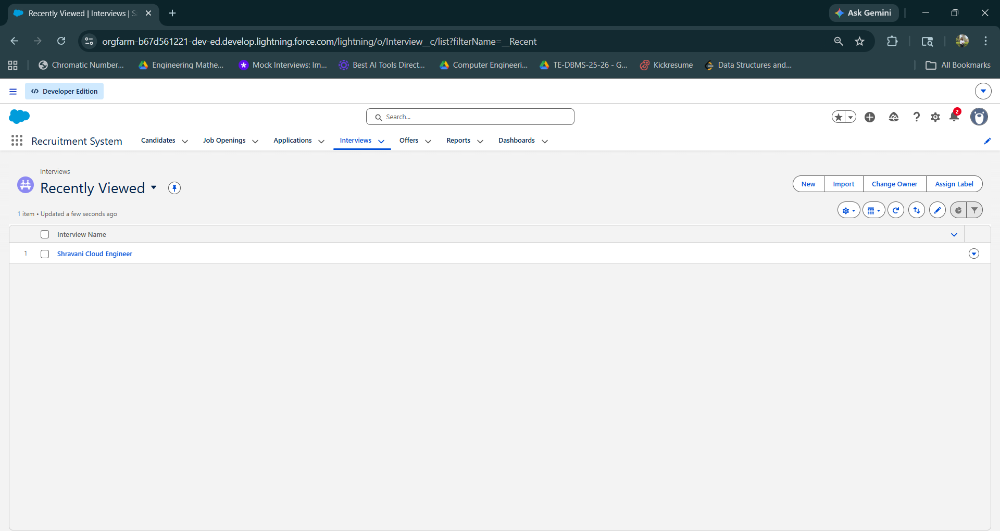 Recently Viewed | Interviews | S
Ask Gemini
orgfarm-b67d561221-dev-ed.develop.lightning.force.com/lightning/o/Interview__c/list?filterName=__Recent
Chromatic Number...
Engineering Mathe...
Mock Interviews: Im...
Best AI Tools Direct...
Computer Engineeri...
TE-DBMS-25-26 - G...
Kickresume
Data Structures and...
All Bookmarks
Developer Edition
Search...
2
Recruitment System
Candidates
Job Openings
Applications
Interviews
Offers
Reports
Dashboards
Interviews
Recently Viewed
New
Import
Change Owner
Assign Label
1 item • Updated a few seconds ago
Interview Name
1
Shravani Cloud Engineer